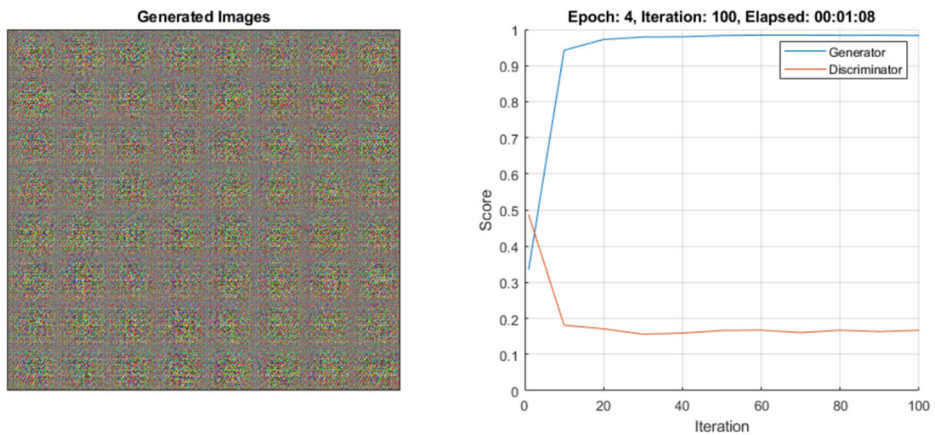 Generated Images
Epoch: 4, Iteration: 100, Elapsed: 00:01:08
Generator
Discriminator
Score
1
0.9
0.8
0.7
0.6
0.5
0.4
0.3
0.2
0.1
0
0 20 40 60 80 100
Iteration